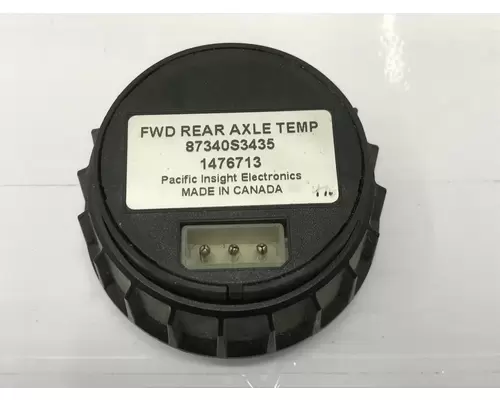 FWD REAR AXLE TEMP
87340S3435
1476713
Pacific Insight Electronics
MADE IN CANADA